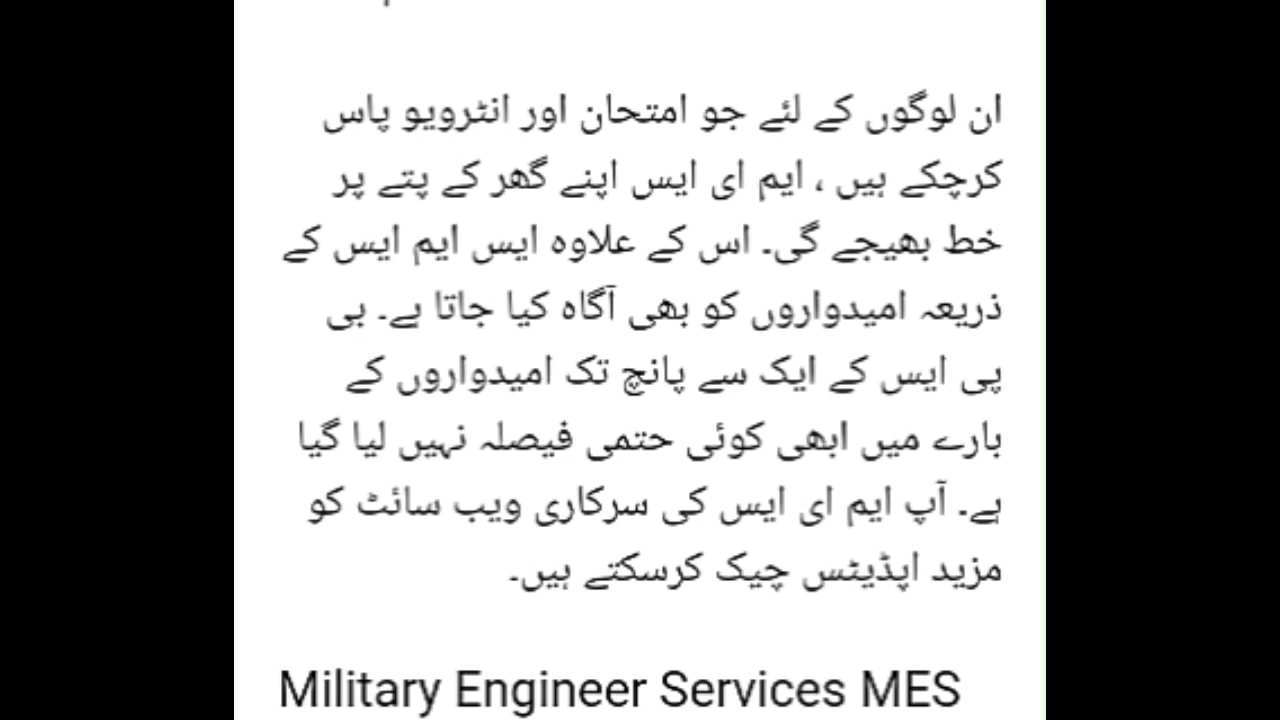 ان لوگوں کے لئے جو امتحان اور انٹرویو پاس
کرچکے ہیں ، ایم ای ایس اپنے گھر کے پتے پر
خط بھیجے گی۔ اس کے علاوہ ایس ایم ایس کے
ذریعہ امیدواروں کو بھی آگاہ کیا جاتا ہے۔ بی
پی ایس کے ایک سے پانچ تک امیدواروں کے
بارے میں ابھی کوئی حتمی فیصلہ نہیں لیا گیا
ہے۔ آپ ایم ای ایس کی سرکاری ویب سائٹ کو
مزید اپڈیٹس چیک کرسکتے ہیں۔
Military Engineer Services MES